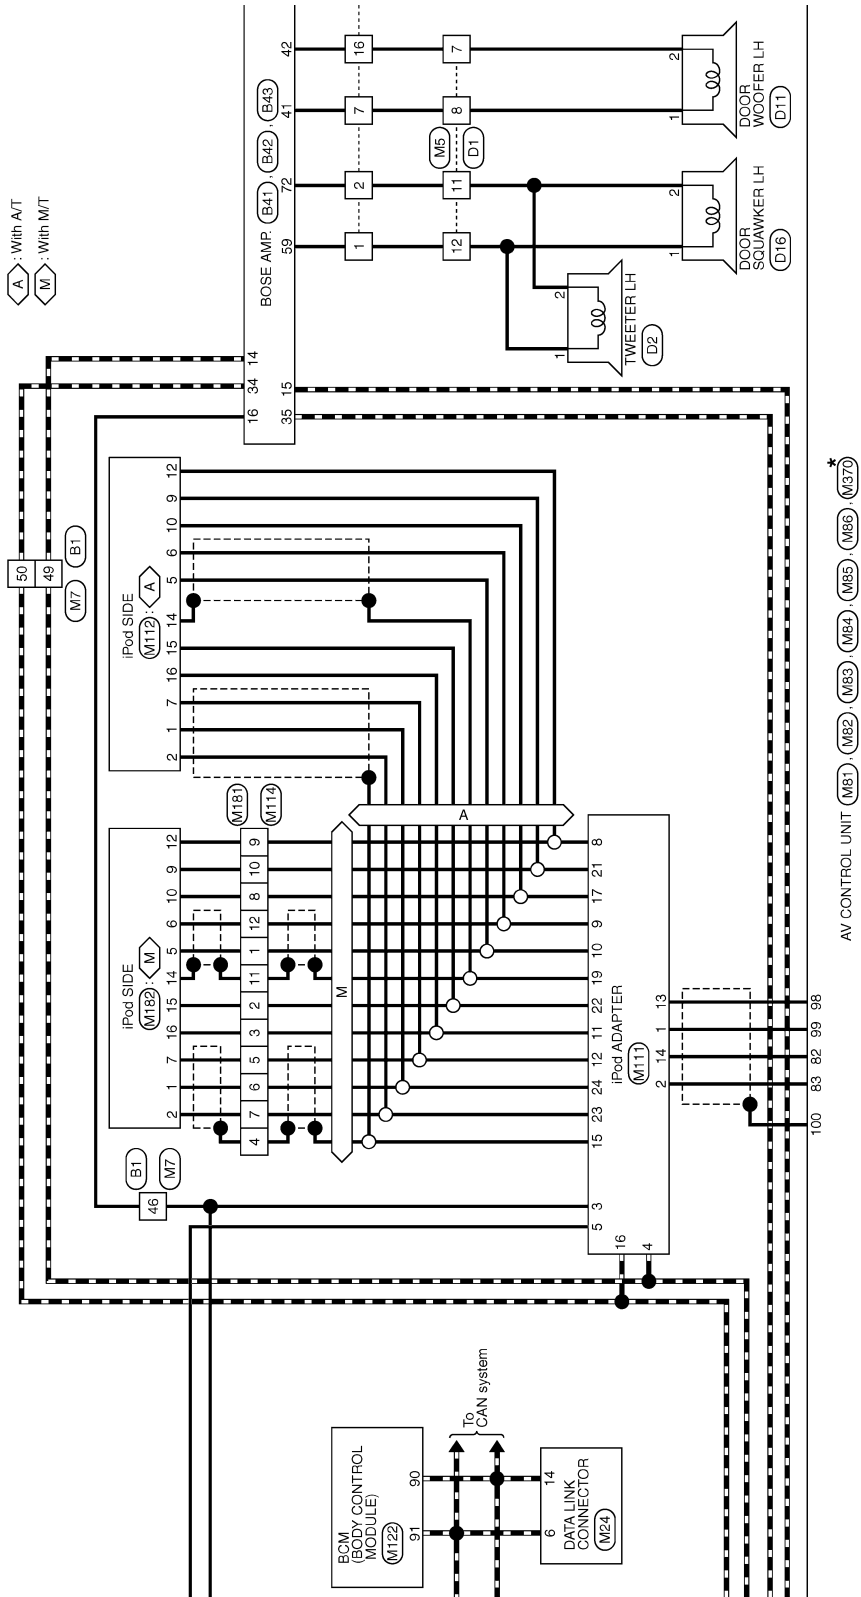 A : With A/T
M : With M/T
BOSE AMP. B41 , B42 , B43
42
41
72
59
16
7
2
1
7
8
11
12
M5
D1
2
1
DOOR
WOOFER LH
D11
2
1
DOOR
SQUAWKER LH
D16
2
1
TWEETER LH
D2
14
34
16
15
35
50
49
M7
B1
iPod SIDE
M112 : A
12
9
10
6
5
14
15
16
7
1
2
iPod SIDE
M182 : M
12
9
10
6
5
14
15
16
7
1
2
M181
M114
9
10
8
12
1
11
2
3
5
6
7
4
A
M
8
21
17
9
10
19
22
11
12
24
23
15
3
5
16
4
iPod ADAPTER
M111
13
1
14
2
98
99
82
83
100
B1
M7
46
AV CONTROL UNIT M81 , M82 , M83 , M84 , M85 , M86 , M370 *
To
CAN system
BCM
(BODY CONTROL
MODULE)
M122
90
91
14
6
DATA LINK
CONNECTOR
M24